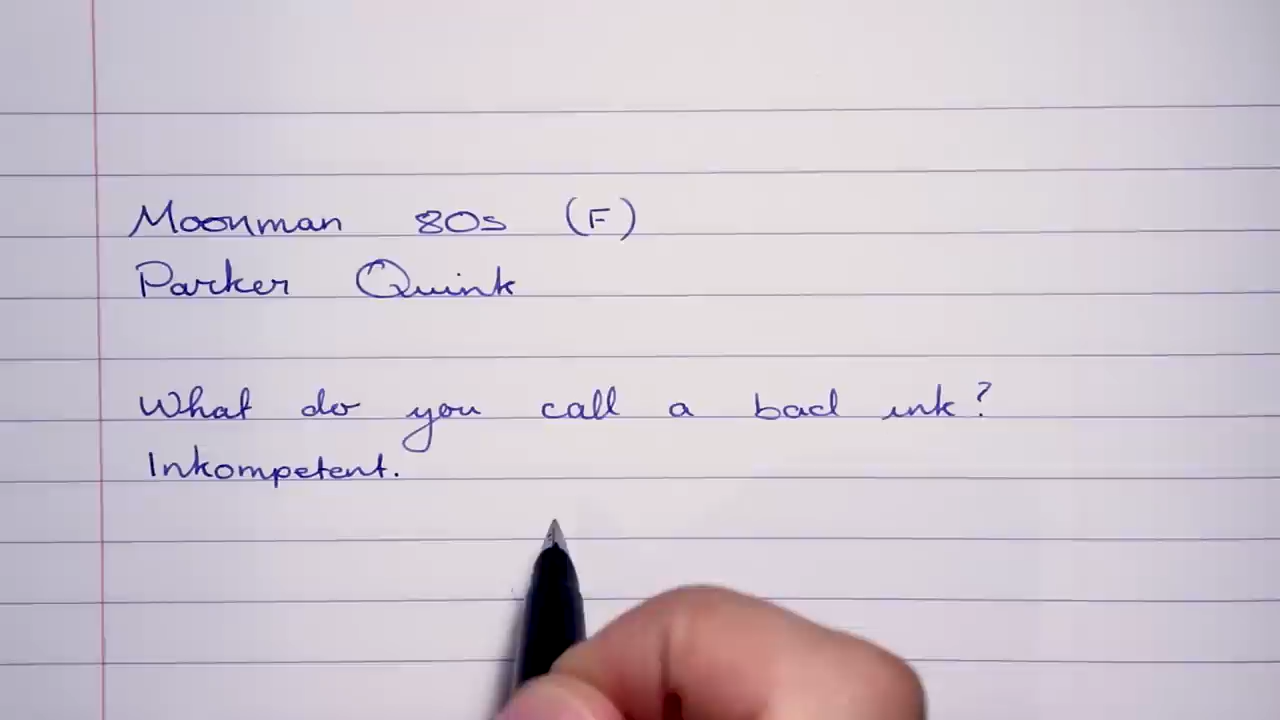 Moonman 80s (F)
Parker Quink
What do you call a bad ink?
Inkompetent.